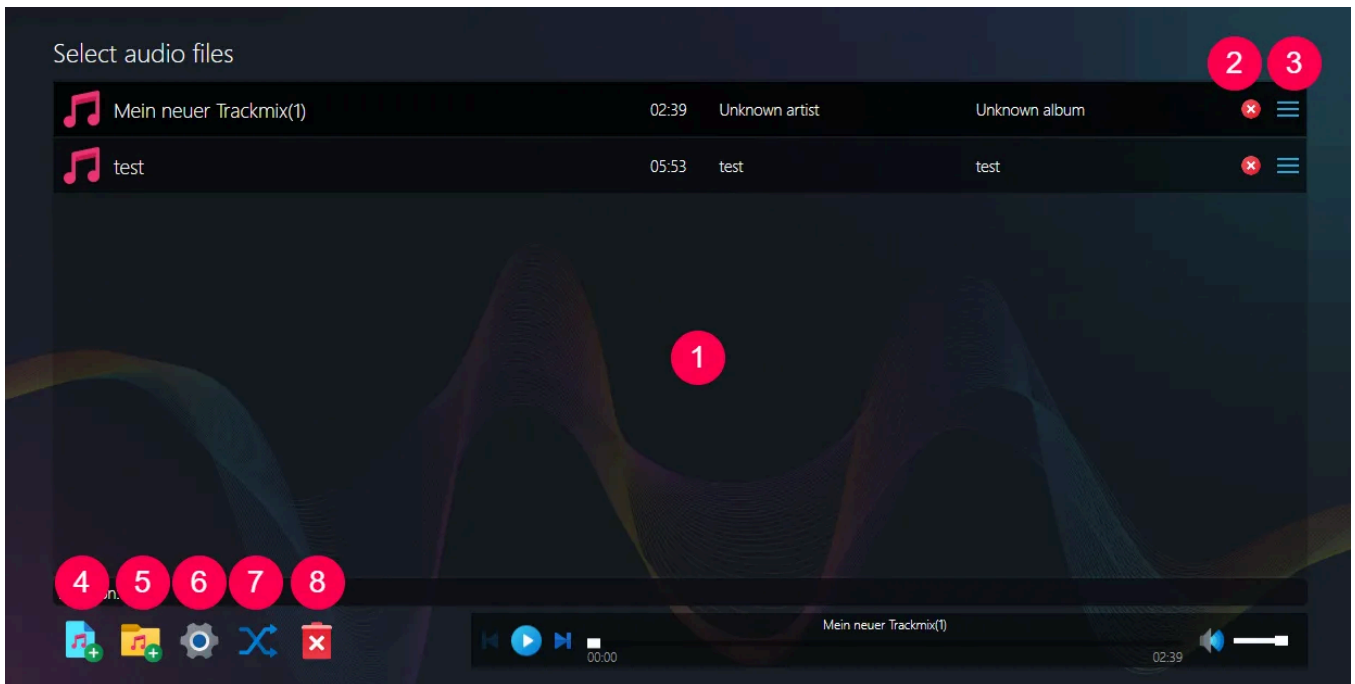 Select audio files
2 3
Mein neuer Trackmix(1) 02:39 Unknown artist Unknown album
test 05:53 test test
1
4 5 6 7 8
Mein neuer Trackmix(1)
00:00 02:39